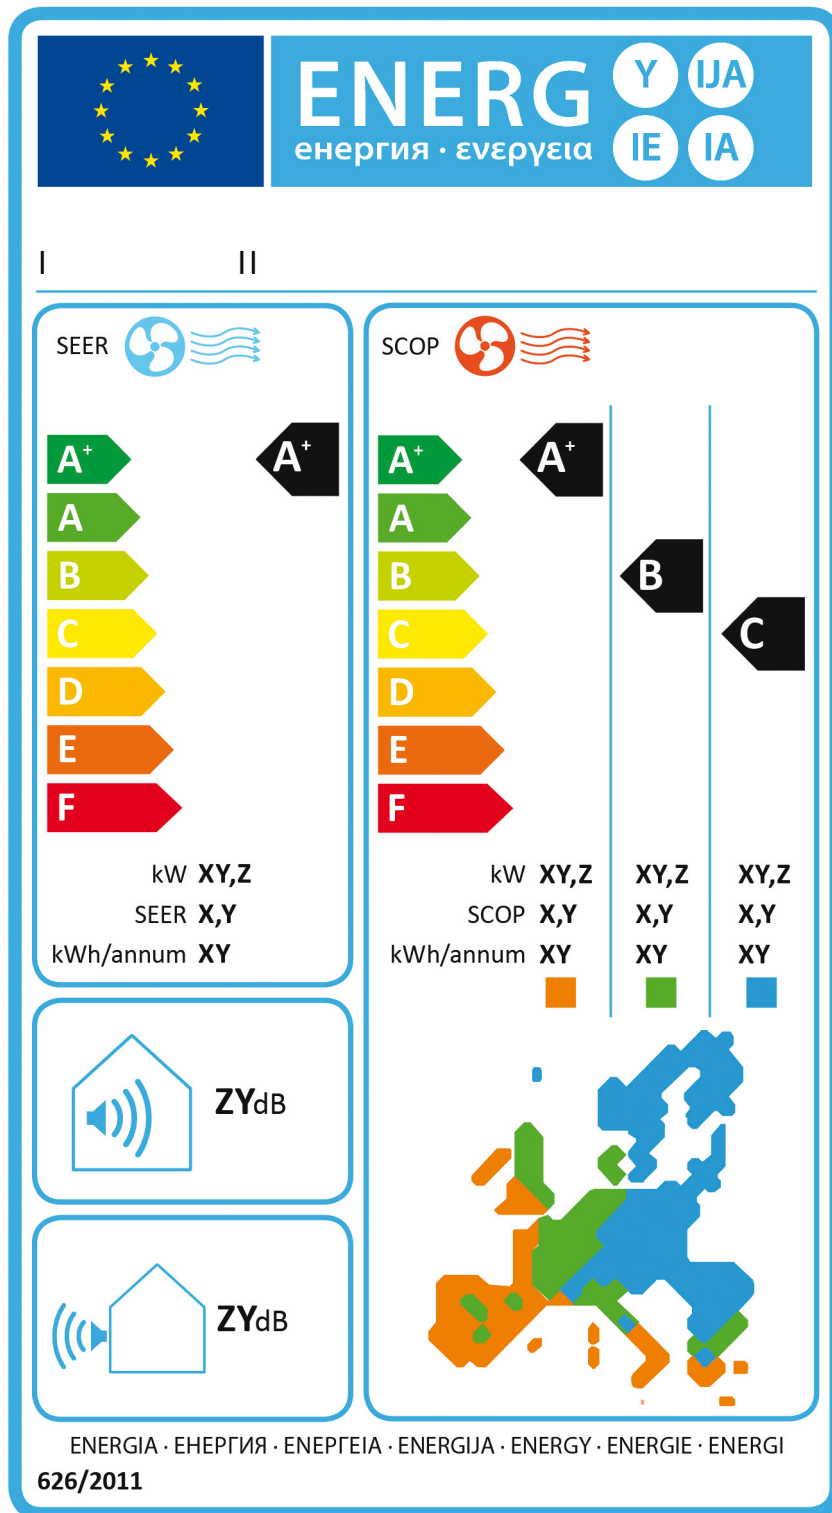 ENERG Y IJA
енергия · ενεργεια IE IA
I II
SEER
A+ A+
A
B
C
D
E
F
kW XY,Z
SEER X,Y
kWh/annum XY
SCOP
A+ A+
A
B B
C C
D
E
F
kW XY,Z XY,Z XY,Z
SCOP X,Y X,Y X,Y
kWh/annum XY XY XY
ZYdB
ZYdB
ENERGIA · ЕНЕРГИЯ · ΕΝΕΡΓΕΙΑ · ENERGIJA · ENERGY · ENERGIE · ENERGI
626/2011